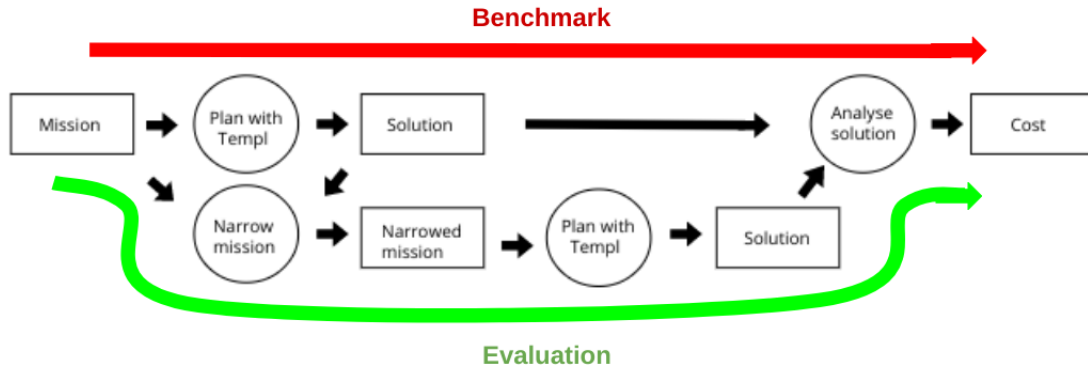 Benchmark
Mission
Plan with
Templ
Solution
Analyse
solution
Cost
Narrow
mission
Narrowed
mission
Plan with
Templ
Solution
Evaluation